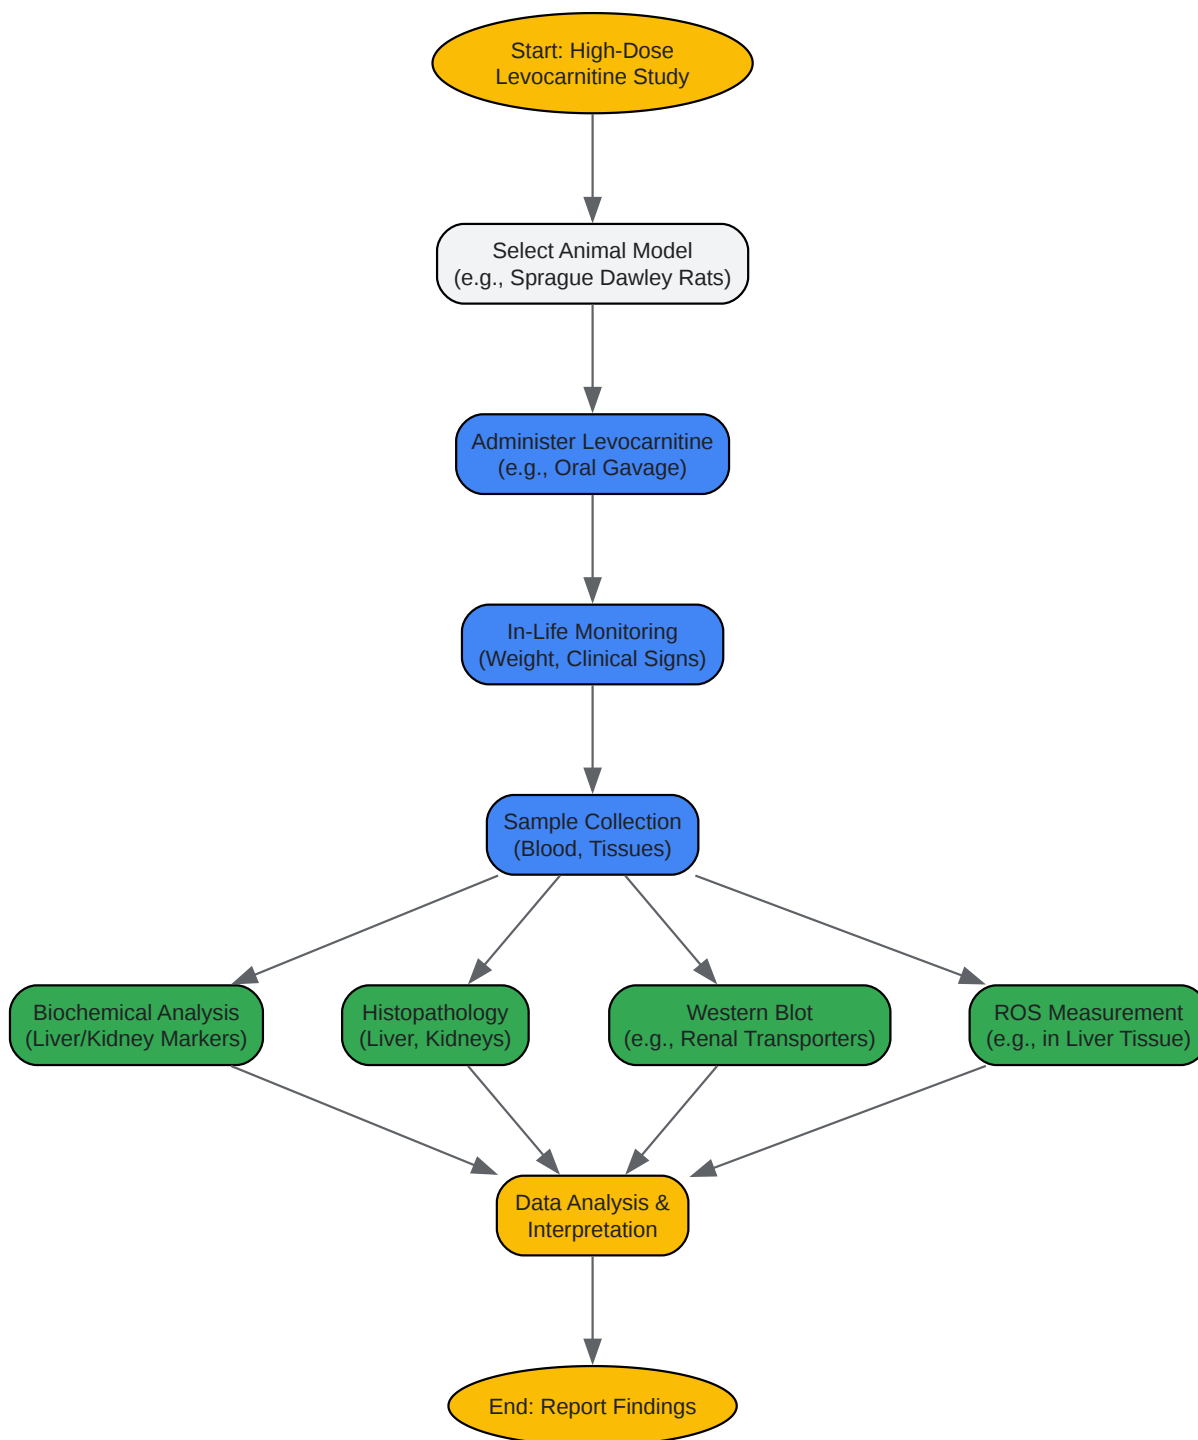 Start: High-Dose
Levocarnitine Study
Select Animal Model
(e.g., Sprague Dawley Rats)
Administer Levocarnitine
(e.g., Oral Gavage)
In-Life Monitoring
(Weight, Clinical Signs)
Sample Collection
(Blood, Tissues)
Biochemical Analysis
(Liver/Kidney Markers)
Histopathology
(Liver, Kidneys)
Western Blot
(e.g., Renal Transporters)
ROS Measurement
(e.g., in Liver Tissue)
Data Analysis &
Interpretation
End: Report Findings